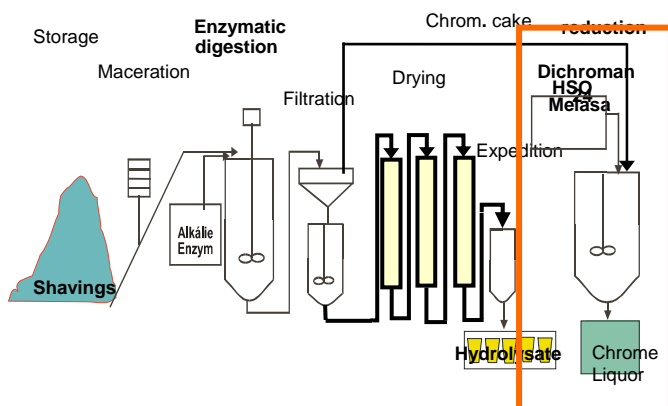 Storage
Maceration
Enzymatic
digestion
Filtration
Drying
Chrom. cake
reduction
Expedition
Dichroman
HSO
24
Melasa
Alkálie
Enzym
Shavings
Hydrolysate
Chrome
Liquor